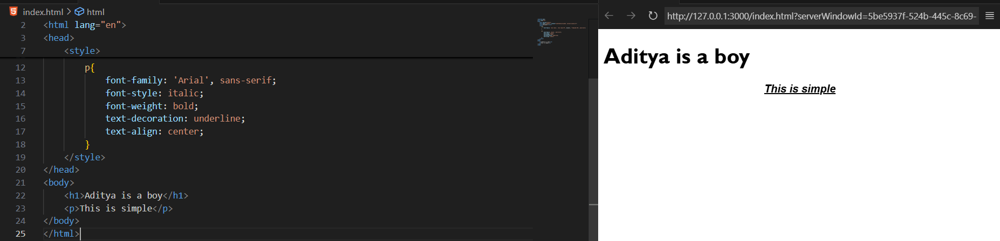 index.html > html
2 <html lang="en">
3 <head>
7 <style>
12 p{
13 font-family: 'Arial', sans-serif;
14 font-style: italic;
15 font-weight: bold;
16 text-decoration: underline;
17 text-align: center;
18 }
19 </style>
20 </head>
21 <body>
22 <h1>Aditya is a boy</h1>
23 <p>This is simple</p>
24 </body>
25 </html>
http://127.0.0.1:3000/index.html?serverWindowId=5be5937f-524b-445c-8c69-
Aditya is a boy
This is simple